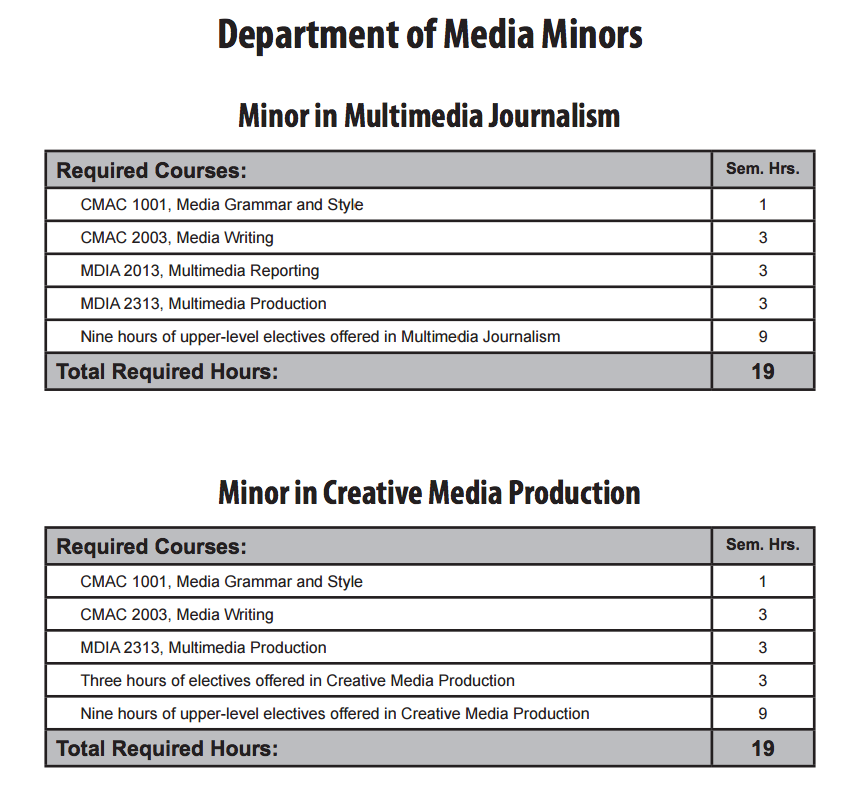 Department of Media Minors
Minor in Multimedia Journalism
Required Courses: Sem. Hrs.
CMAC 1001, Media Grammar and Style 1
CMAC 2003, Media Writing 3
MDIA 2013, Multimedia Reporting 3
MDIA 2313, Multimedia Production 3
Nine hours of upper-level electives offered in Multimedia Journalism 9
Total Required Hours: 19
Minor in Creative Media Production
Required Courses: Sem. Hrs.
CMAC 1001, Media Grammar and Style 1
CMAC 2003, Media Writing 3
MDIA 2313, Multimedia Production 3
Three hours of electives offered in Creative Media Production 3
Nine hours of upper-level electives offered in Creative Media Production 9
Total Required Hours: 19